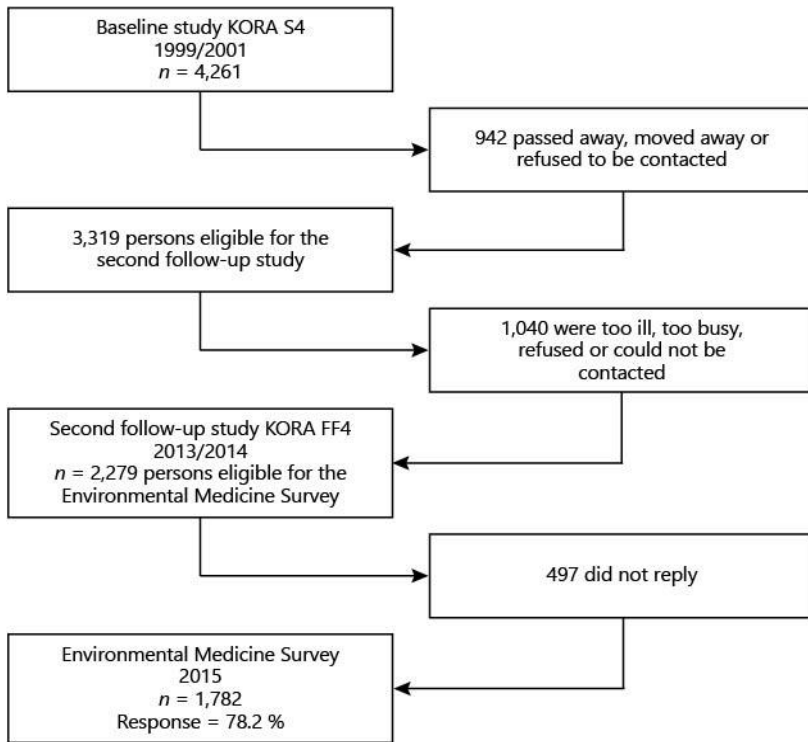 Baseline study KORA S4
1999/2001
n = 4,261
942 passed away, moved away or
refused to be contacted
3,319 persons eligible for the
second follow-up study
1,040 were too ill, too busy,
refused or could not be
contacted
Second follow-up study KORA FF4
2013/2014
n = 2,279 persons eligible for the
Environmental Medicine Survey
497 did not reply
Environmental Medicine Survey
2015
n = 1,782
Response = 78.2 %